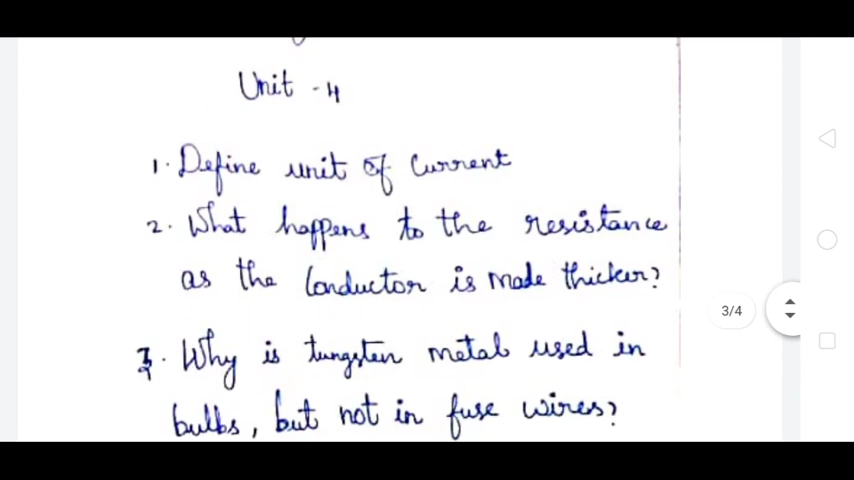 Unit - 4
1. Define unit of Current
2. What happens to the resistance
as the Conductor is made thicker?
3/4
3. Why is tungsten metal used in
bulbs, but not in fuse wires?